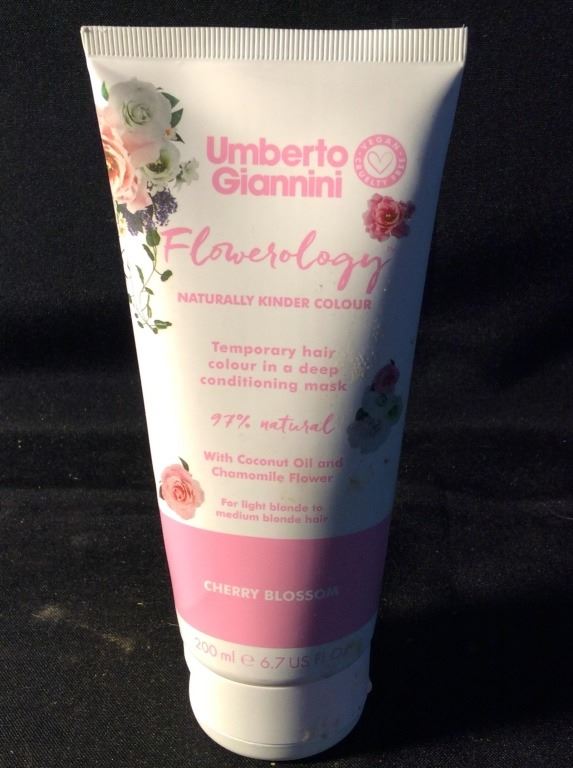 Umberto
Giannini
VEGAN
CRUELTY FREE
Flowerology
NATURALLY KINDER COLOUR
Temporary hair
colour in a deep
conditioning mask
97% natural
With Coconut Oil and
Chamomile Flower
For light blonde to
medium blonde hair
CHERRY BLOSSOM
200 ml ℮ 6.7 US FL OZ